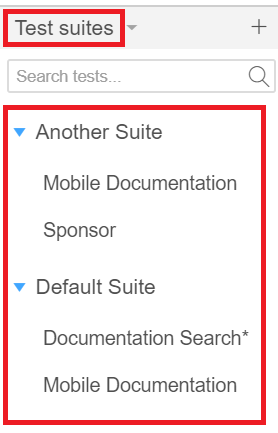 Test suites
Search tests...
Another Suite
Mobile Documentation
Sponsor
Default Suite
Documentation Search*
Mobile Documentation